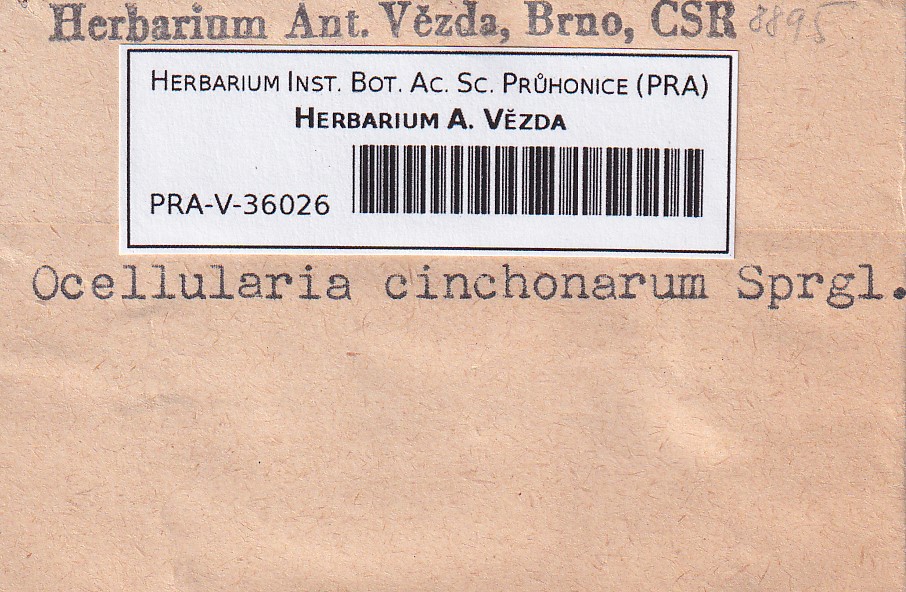 Herbarium Ant. Vězda, Brno, CSR 8895
HERBARIUM INST. BOT. AC. SC. PRŮHONICE (PRA)
HERBARIUM A. VĚZDA
PRA-V-36026
Ocellularia cinchonarum Sprgl.